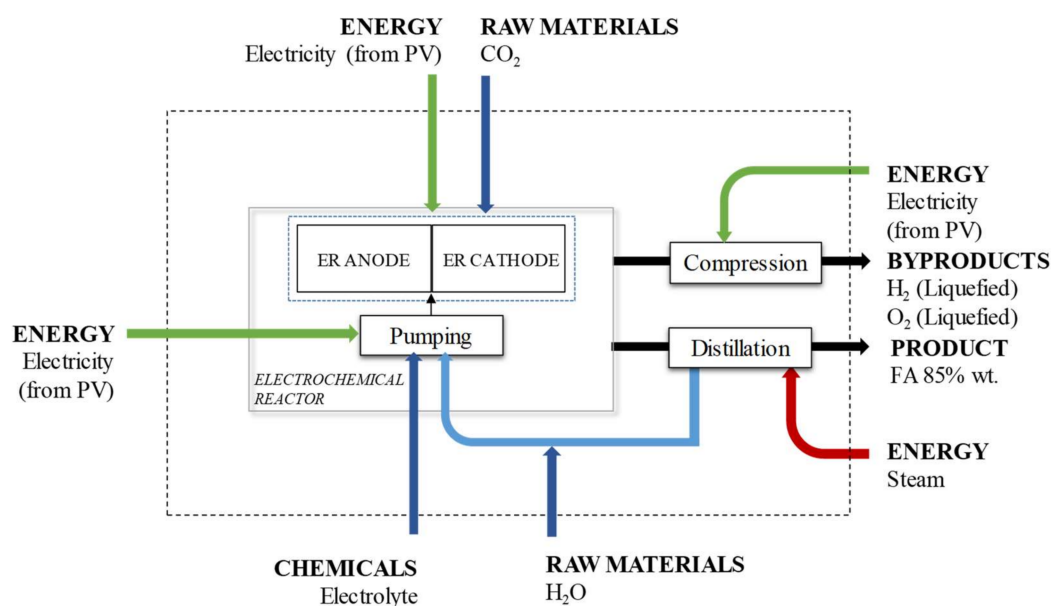 ENERGY
Electricity (from PV)
RAW MATERIALS
CO₂
ER ANODE
ER CATHODE
Pumping
ELECTROCHEMICAL
REACTOR
ENERGY
Electricity
(from PV)
Compression
Distillation
ENERGY
Electricity
(from PV)
BYPRODUCTS
H₂ (Liquefied)
O₂ (Liquefied)
PRODUCT
FA 85% wt.
ENERGY
Steam
CHEMICALS
Electrolyte
RAW MATERIALS
H₂O